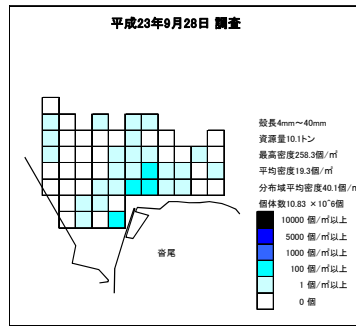 平成23年9月28日 調査
殻長4mm～40mm
資源量10.1トン
最高密度258.3個/㎡
平均密度19.3個/㎡
分布域平均密度40.1個/㎡
個体数10.83 ×10^6個
10000 個/㎡以上
5000 個/㎡以上
1000 個/㎡以上
100 個/㎡以上
1 個/㎡以上
0 個
沓尾